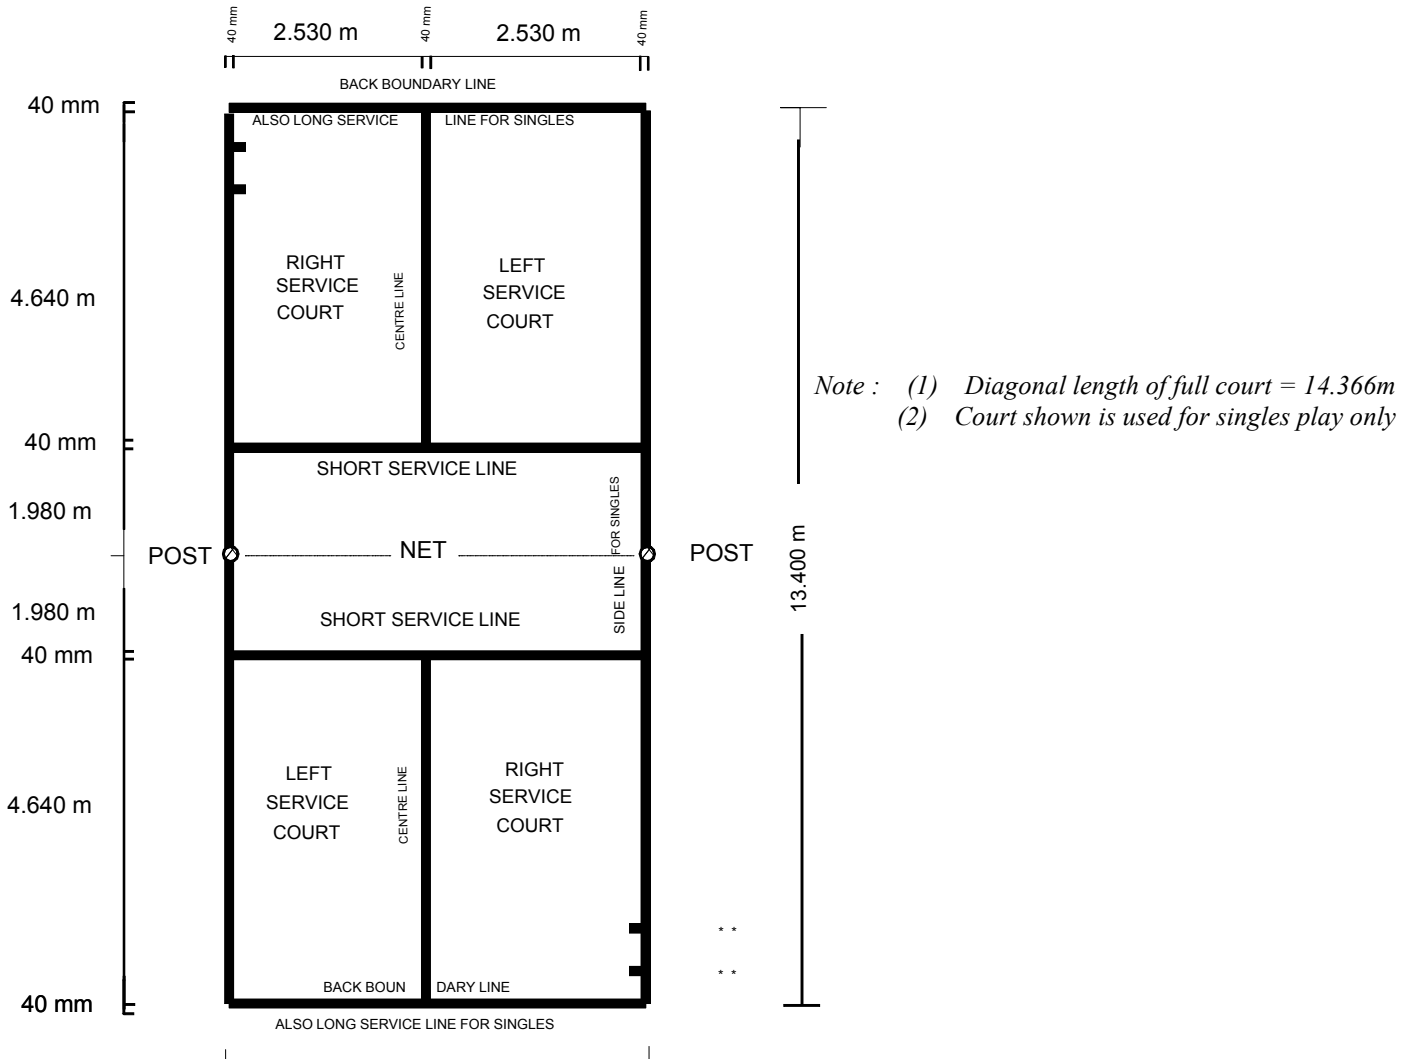 40 mm
2.530 m
40 mm
2.530 m
40 mm
BACK BOUNDARY LINE
40 mm
ALSO LONG SERVICE LINE FOR SINGLES
RIGHT
SERVICE
COURT
CENTRE LINE
LEFT
SERVICE
COURT
4.640 m
Note : (1) Diagonal length of full court = 14.366m
(2) Court shown is used for singles play only
40 mm
SHORT SERVICE LINE
1.980 m
SIDE LINE FOR SINGLES
POST
NET
POST
13.400 m
1.980 m
SHORT SERVICE LINE
40 mm
LEFT
SERVICE
COURT
CENTRE LINE
RIGHT
SERVICE
COURT
4.640 m
* *
* *
BACK BOUN DARY LINE
40 mm
ALSO LONG SERVICE LINE FOR SINGLES